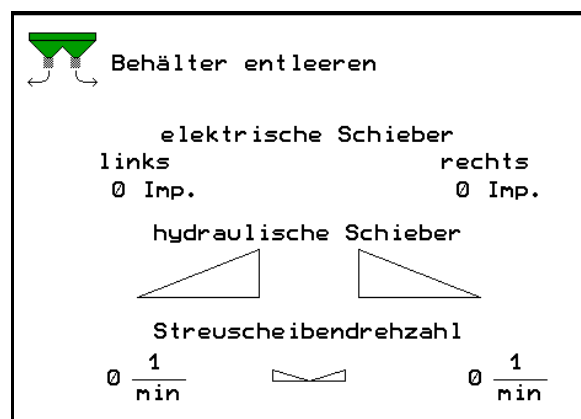 Behälter entleeren
elektrische Schieber
links rechts
0 Imp. 0 Imp.
hydraulische Schieber
Streuscheibendrehzahl
0 1/min 0 1/min